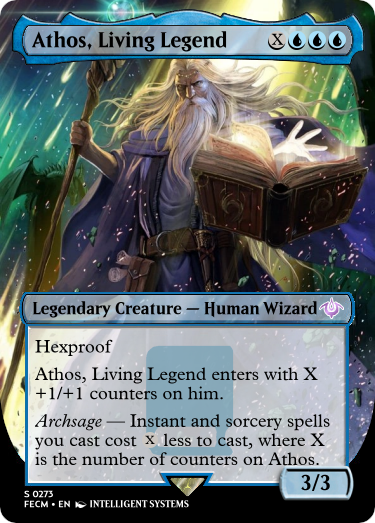 Athos, Living Legend X
Legendary Creature — Human Wizard
Hexproof
Athos, Living Legend enters with X
+1/+1 counters on him.
Archsage — Instant and sorcery spells
you cast cost X less to cast, where X
is the number of counters on Athos.
3/3
S 0273
FECM • EN INTELLIGENT SYSTEMS